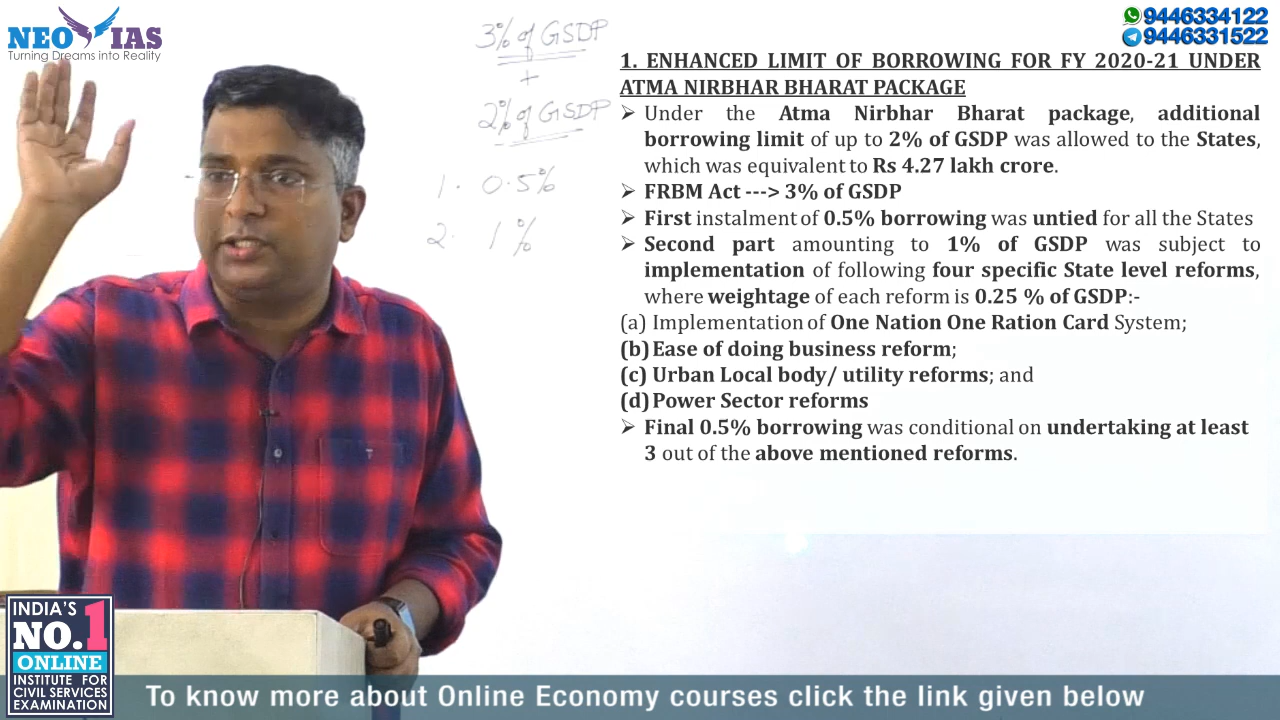 NEO IAS
Turning Dreams into Reality
9446334122
9446331522
3% of GSDP
+
2% of GSDP
1. 0.5%
2. 1%
1. ENHANCED LIMIT OF BORROWING FOR FY 2020-21 UNDER
ATMA NIRBHAR BHARAT PACKAGE
➢ Under the Atma Nirbhar Bharat package, additional
borrowing limit of up to 2% of GSDP was allowed to the States,
which was equivalent to Rs 4.27 lakh crore.
➢ FRBM Act ---> 3% of GSDP
➢ First instalment of 0.5% borrowing was untied for all the States
➢ Second part amounting to 1% of GSDP was subject to
implementation of following four specific State level reforms,
where weightage of each reform is 0.25 % of GSDP:-
(a) Implementation of One Nation One Ration Card System;
(b) Ease of doing business reform;
(c) Urban Local body/ utility reforms; and
(d) Power Sector reforms
➢ Final 0.5% borrowing was conditional on undertaking at least
3 out of the above mentioned reforms.
INDIA'S
NO.1
ONLINE
INSTITUTE FOR
CIVIL SERVICES
EXAMINATION
To know more about Online Economy courses click the link given below